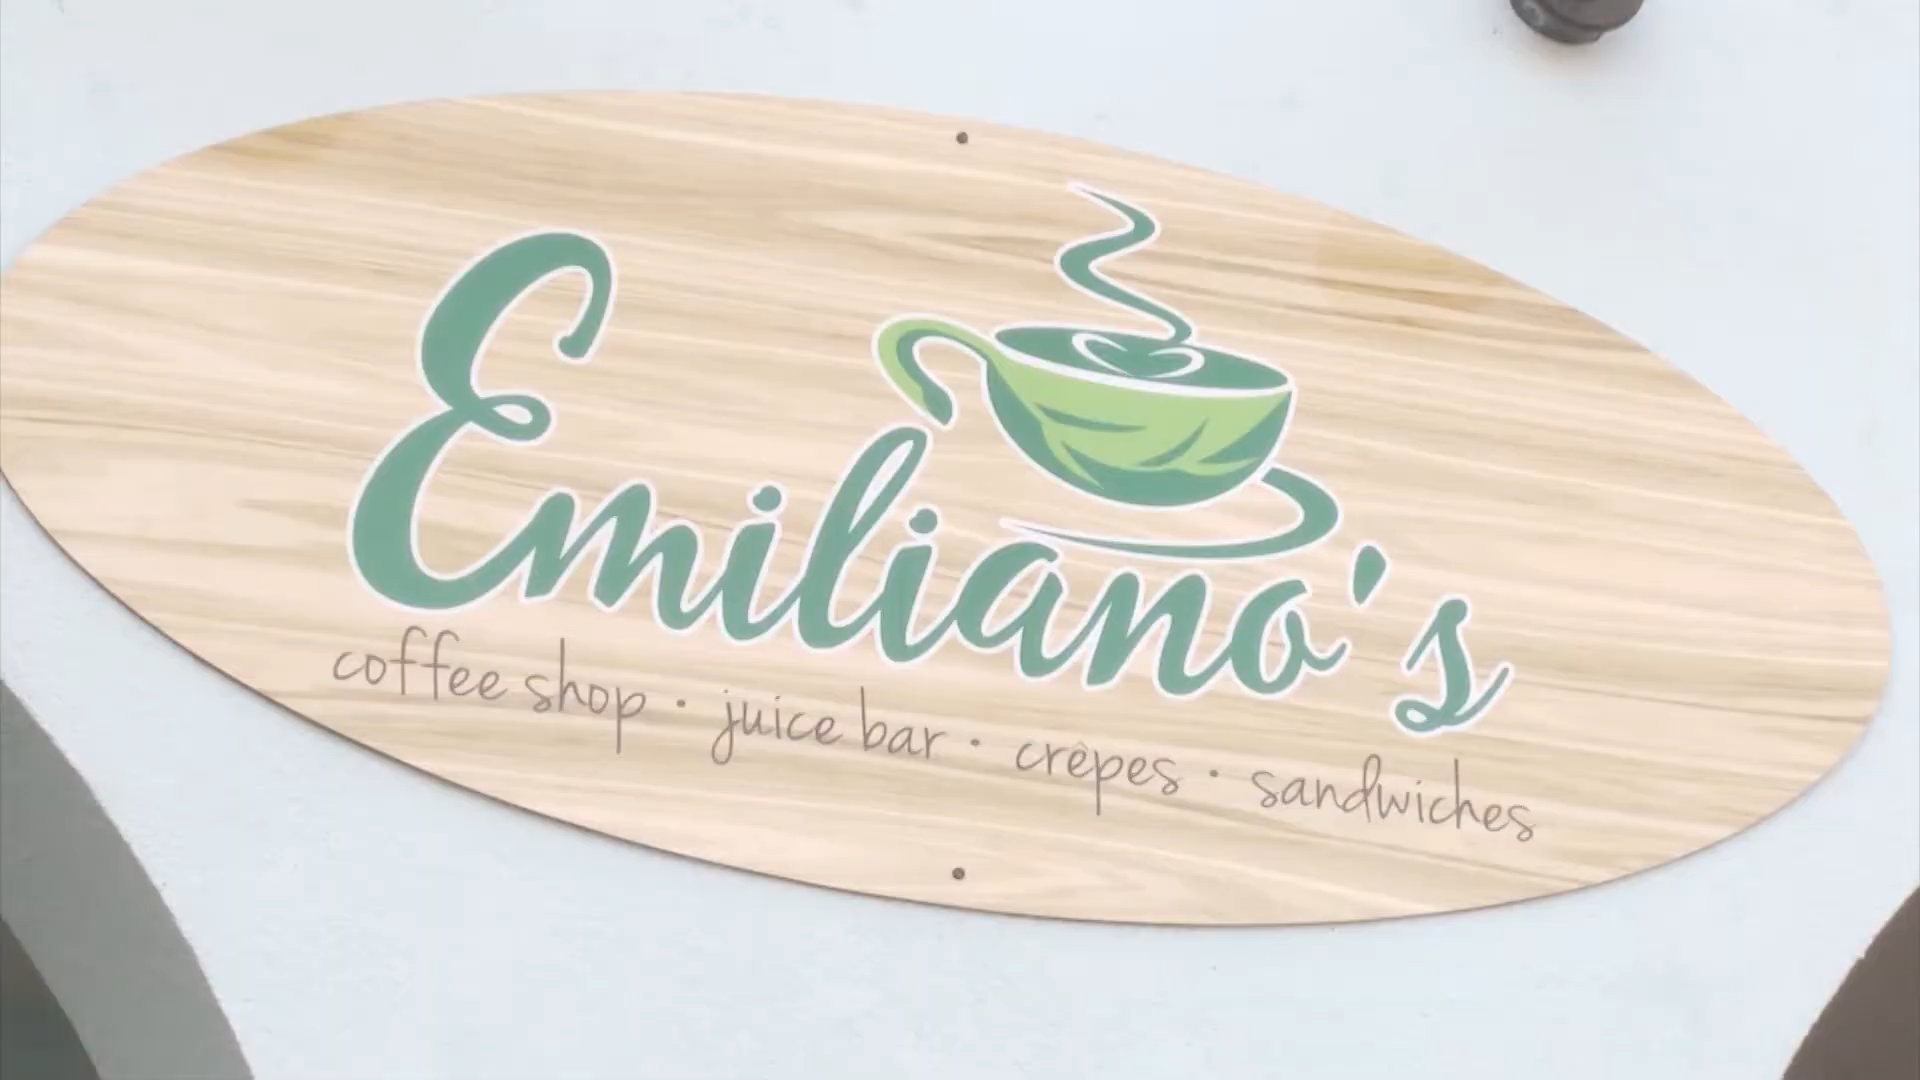 Emiliano's
coffee shop • juice bar • crêpes • sandwiches